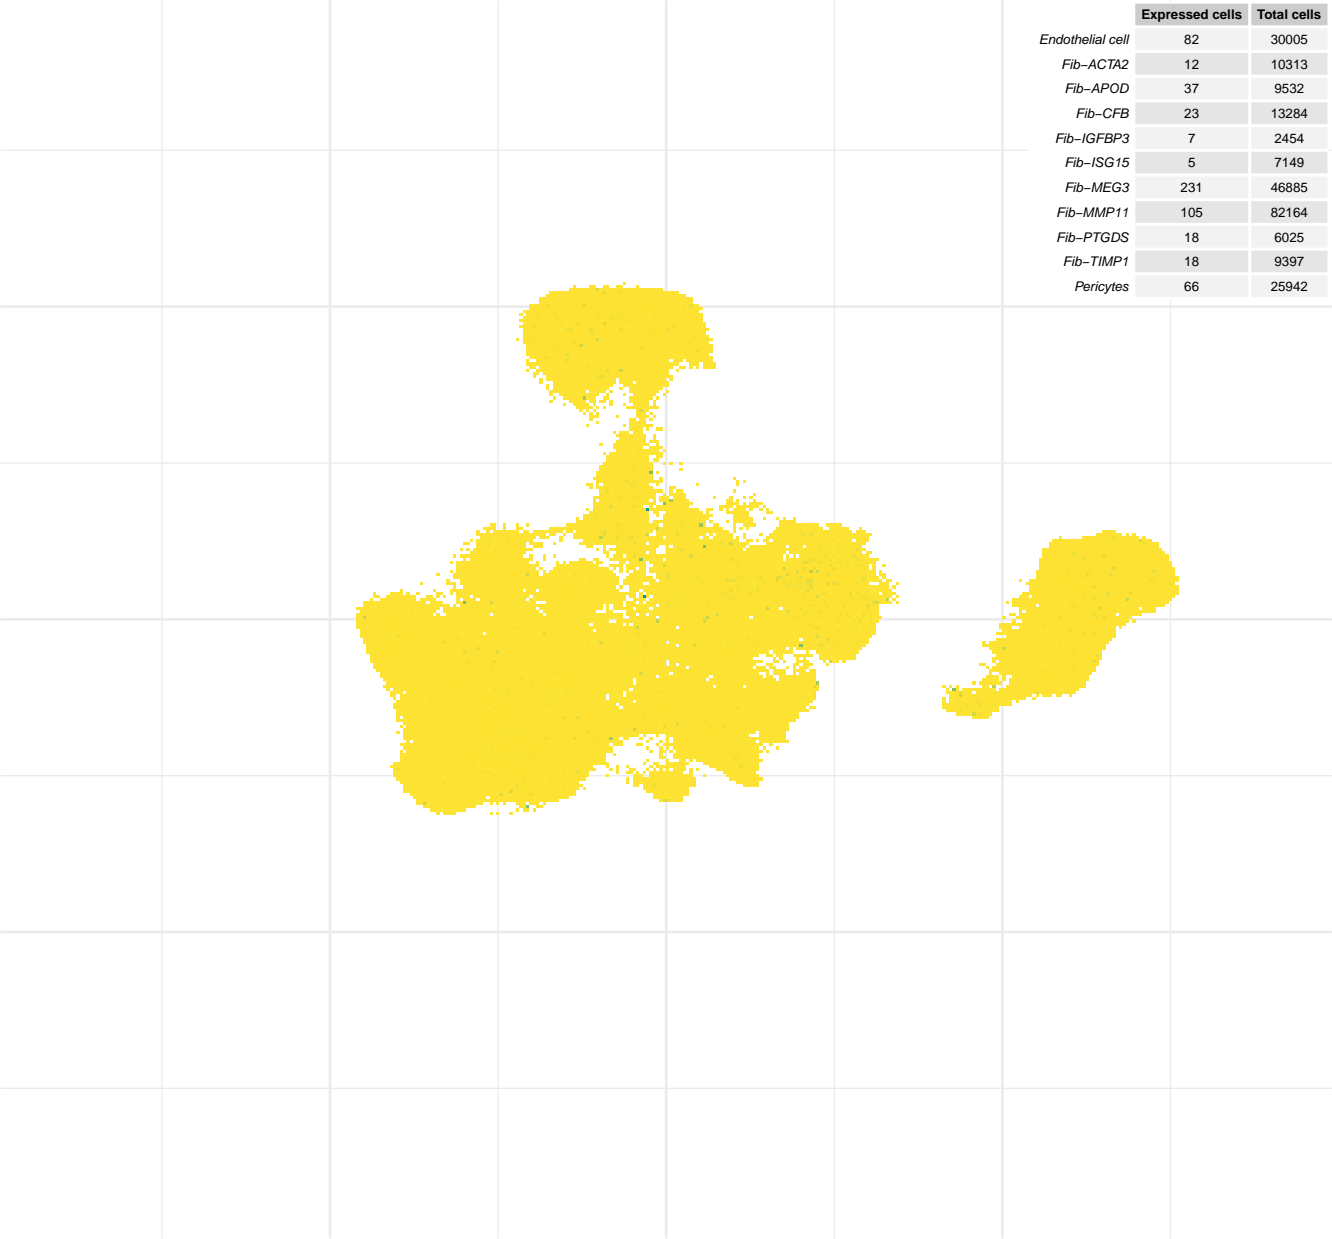 Expressed cells Total cells
Endothelial cell 82 30005
Fib−ACTA2 12 10313
Fib−APOD 37 9532
Fib−CFB 23 13284
Fib−IGFBP3 7 2454
Fib−ISG15 5 7149
Fib−MEG3 231 46885
Fib−MMP11 105 82164
Fib−PTGDS 18 6025
Fib−TIMP1 18 9397
Pericytes 66 25942